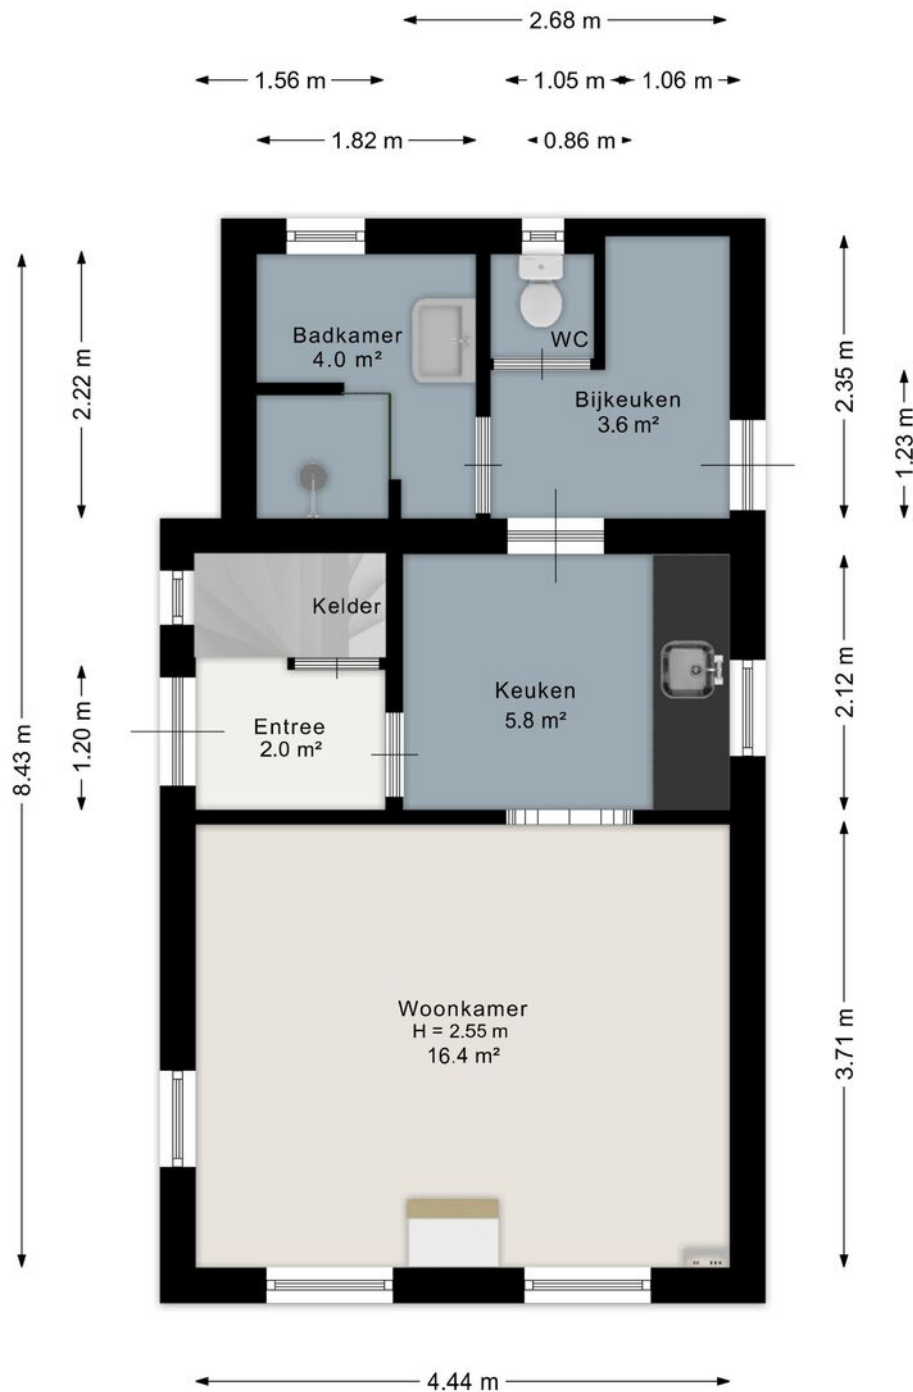 2.68 m
1.56 m
1.05 m
1.06 m
1.82 m
0.86 m
8.43 m
2.22 m
1.20 m
Badkamer
4.0 m²
WC
Bijkeuken
3.6 m²
2.35 m
1.23 m
Kelder
Entree
2.0 m²
Keuken
5.8 m²
2.12 m
Woonkamer
H = 2.55 m
16.4 m²
3.71 m
4.44 m